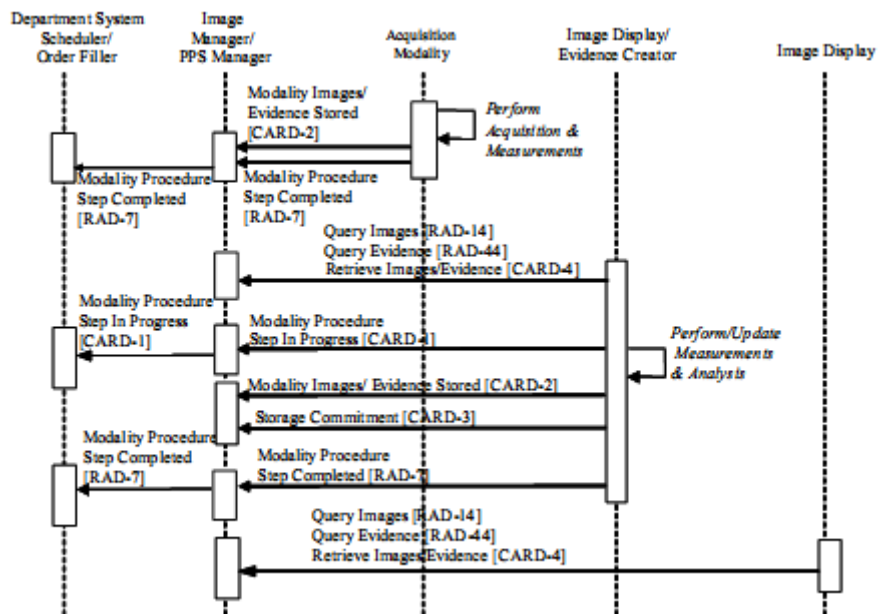 Department System
Scheduler/
Order Filler
Image
Manager/
PPS Manager
Acquisition
Modality
Image Display/
Evidence Creator
Image Display
Modality Images/
Evidence Stored
[CARD-2]
Perform
Acquisition &
Measurements
Modality Procedure
Step Completed
[RAD-7]
Modality Procedure
Step Completed
[RAD-7]
Query Images [RAD-14]
Query Evidence [RAD-44]
Retrieve Images/Evidence [CARD-4]
Modality Procedure
Step In Progress
[CARD-1]
Modality Procedure
Step In Progress [CARD-1]
Perform/Update
Measurements
& Analysis
Modality Images/ Evidence Stored [CARD-2]
Storage Commitment [CARD-3]
Modality Procedure
Step Completed
[RAD-7]
Modality Procedure
Step Completed [RAD-7]
Query Images [RAD-14]
Query Evidence [RAD-44]
Retrieve Images/Evidence [CARD-4]